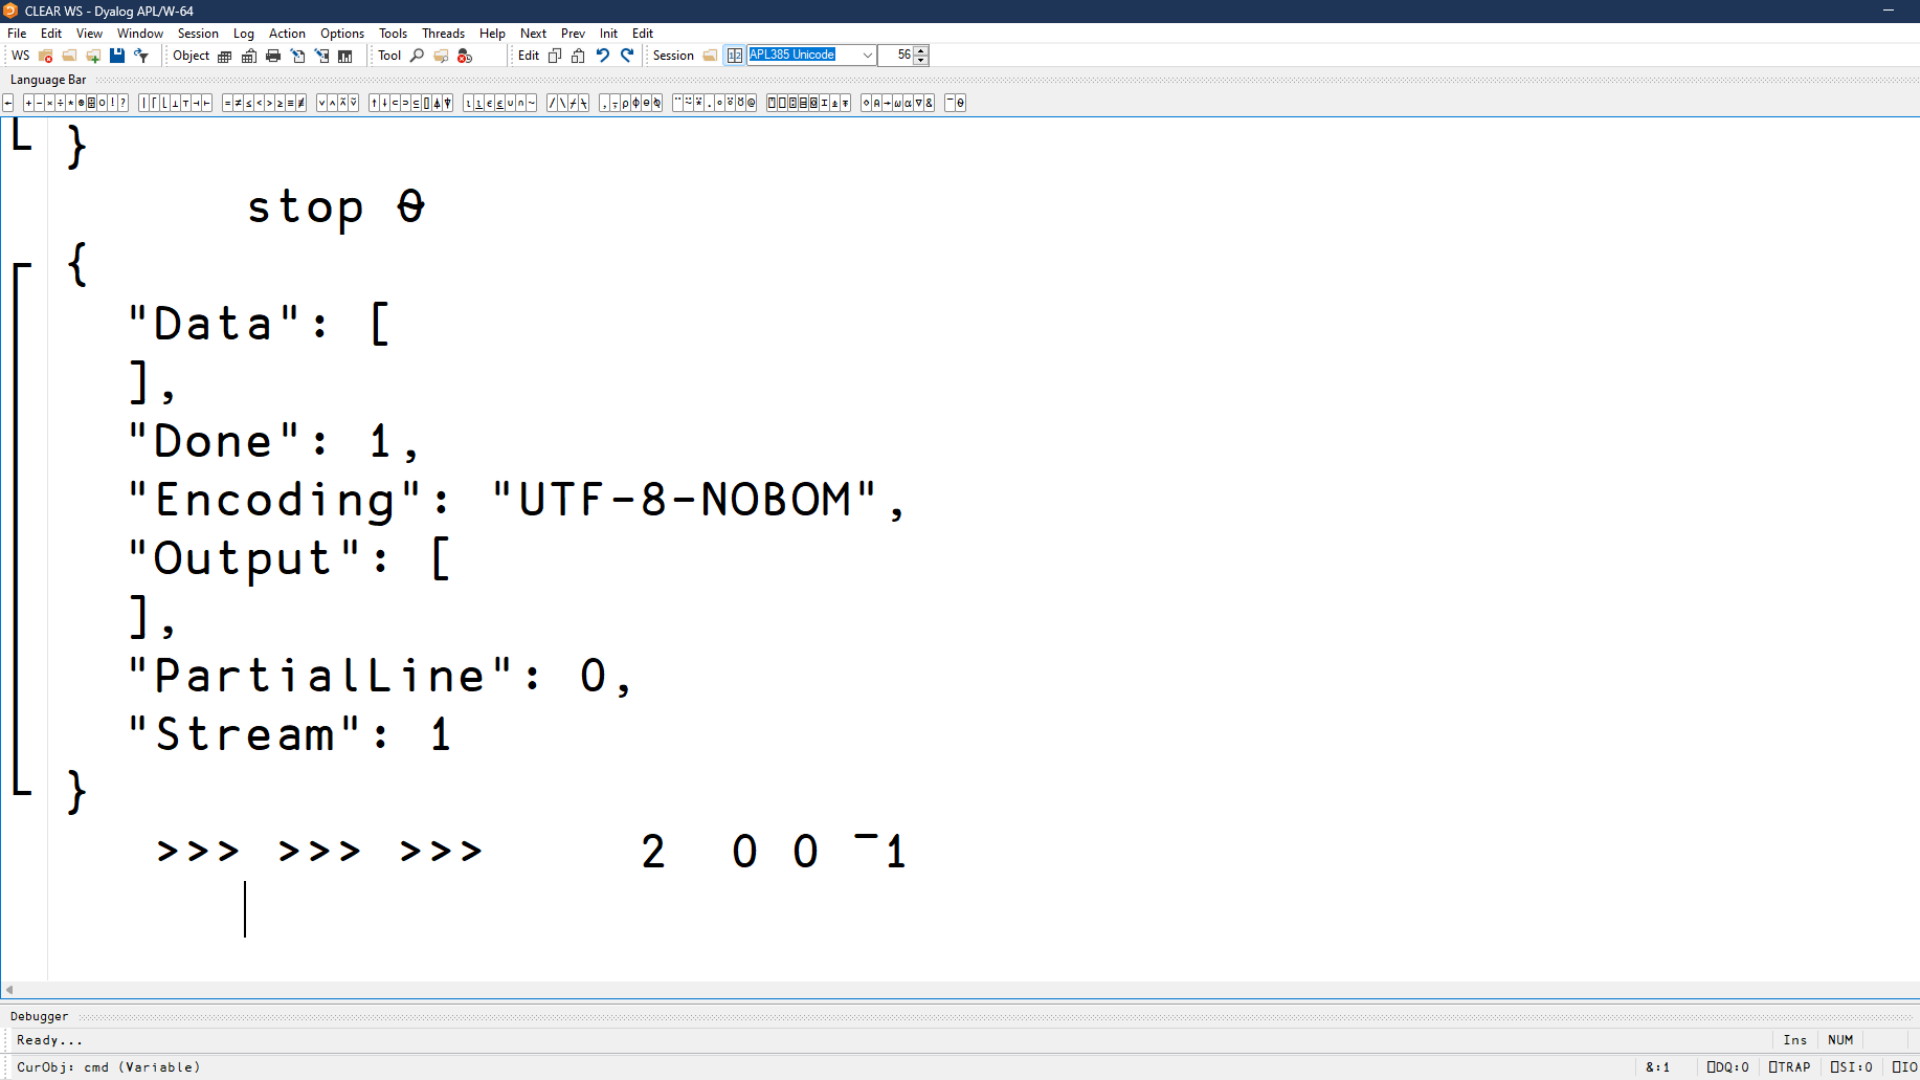 CLEAR WS - Dyalog APL/W-64
File Edit View Window Session Log Action Options Tools Threads Help Next Prev Init Edit
WS Object Tool Edit Session APL385 Unicode 56
Language Bar
}
stop ⍬
{
"Data": [
],
"Done": 1,
"Encoding": "UTF-8-NOBOM",
"Output": [
],
"PartialLine": 0,
"Stream": 1
}
>>> >>> >>> 2 0 0 ¯1
Debugger
Ready...
Ins NUM
CurObj: cmd (Variable)
&:1 ⎕DQ:0 ⎕TRAP ⎕SI:0 ⎕IO